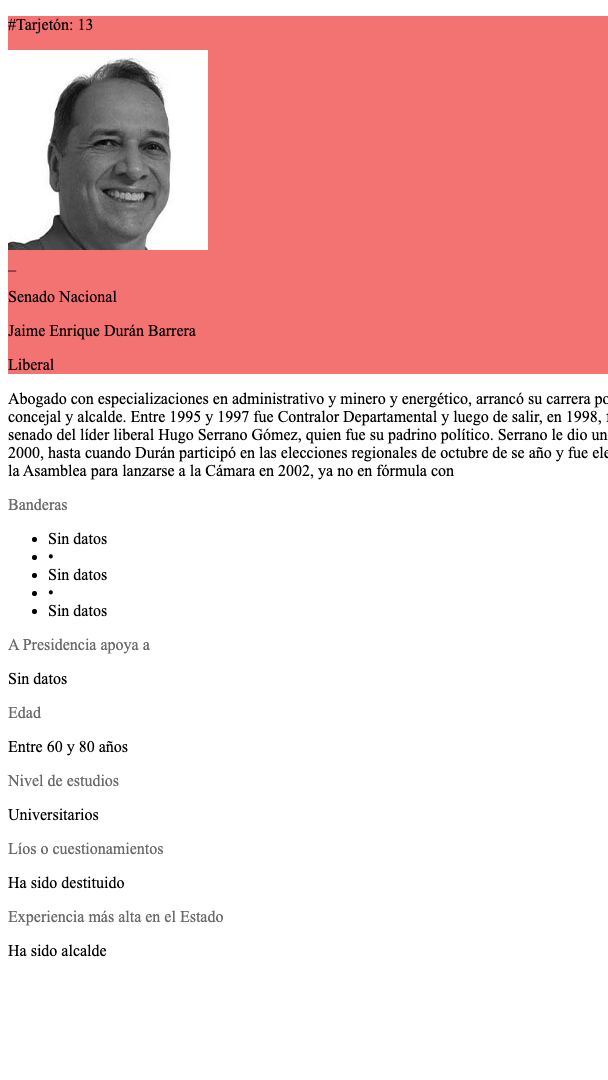 #Tarjetón: 13
_
Senado Nacional
Jaime Enrique Durán Barrera
Liberal
Abogado con especializaciones en administrativo y minero y energético, arrancó su carrera
concejal y alcalde. Entre 1995 y 1997 fue Contralor Departamental y luego de salir, en 1998,
senado del líder liberal Hugo Serrano Gómez, quien fue su padrino político. Serrano le dio un
2000, hasta cuando Durán participó en las elecciones regionales de octubre de se año y fue
la Asamblea para lanzarse a la Cámara en 2002, ya no en fórmula con
Banderas
• Sin datos
• •
• Sin datos
• •
• Sin datos
A Presidencia apoya a
Sin datos
Edad
Entre 60 y 80 años
Nivel de estudios
Universitarios
Líos o cuestionamientos
Ha sido destituido
Experiencia más alta en el Estado
Ha sido alcalde